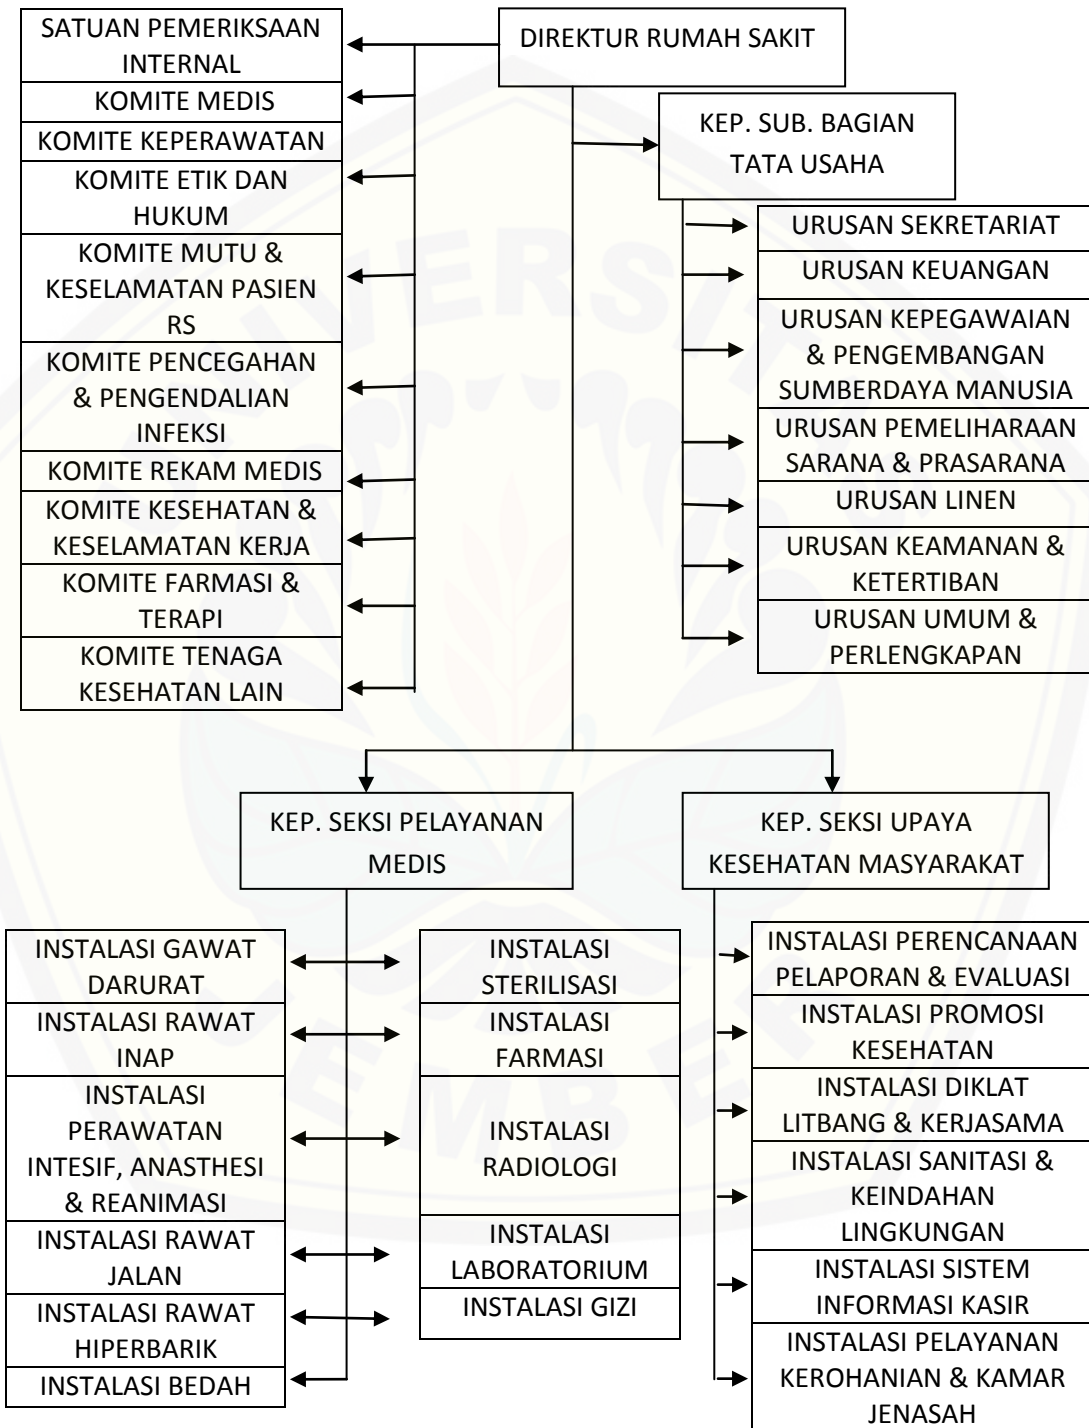 DIREKTUR RUMAH SAKIT
SATUAN PEMERIKSAAN
INTERNAL
KOMITE MEDIS
KOMITE KEPERAWATAN
KOMITE ETIK DAN
HUKUM
KOMITE MUTU &
KESELAMATAN PASIEN
RS
KOMITE PENCEGAHAN
& PENGENDALIAN
INFEKSI
KOMITE REKAM MEDIS
KOMITE KESEHATAN &
KESELAMATAN KERJA
KOMITE FARMASI &
TERAPI
KOMITE TENAGA
KESEHATAN LAIN
KEP. SUB. BAGIAN
TATA USAHA
URUSAN SEKRETARIAT
URUSAN KEUANGAN
URUSAN KEPEGAWAIAN
& PENGEMBANGAN
SUMBERDAYA MANUSIA
URUSAN PEMELIHARAAN
SARANA & PRASARANA
URUSAN LINEN
URUSAN KEAMANAN &
KETERTIBAN
URUSAN UMUM &
PERLENGKAPAN
KEP. SEKSI PELAYANAN
MEDIS
INSTALASI GAWAT
DARURAT
INSTALASI RAWAT
INAP
INSTALASI
PERAWATAN
INTESIF, ANASTHESI
& REANIMASI
INSTALASI RAWAT
JALAN
INSTALASI RAWAT
HIPERBARIK
INSTALASI BEDAH
INSTALASI
STERILISASI
INSTALASI
FARMASI
INSTALASI
RADIOLOGI
INSTALASI
LABORATORIUM
INSTALASI GIZI
KEP. SEKSI UPAYA
KESEHATAN MASYARAKAT
INSTALASI PERENCANAAN
PELAPORAN & EVALUASI
INSTALASI PROMOSI
KESEHATAN
INSTALASI DIKLAT
LITBANG & KERJASAMA
INSTALASI SANITASI &
KEINDAHAN
LINGKUNGAN
INSTALASI SISTEM
INFORMASI KASIR
INSTALASI PELAYANAN
KEROHANIAN & KAMAR
JENASAH
UNIVERSITAS
JEMBER